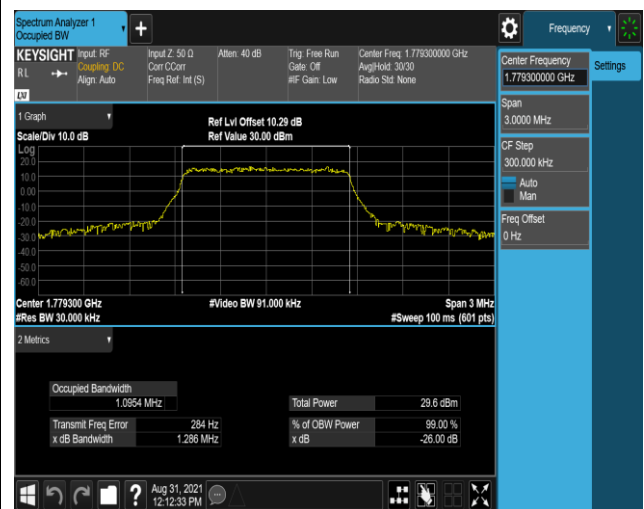 Spectrum Analyzer 1
Occupied BW
+
Frequency
KEYSIGHT
Input: RF
Coupling: DC
Align: Auto
Input Z: 50 Ω
Corr CCorr
Freq Ref: Int (S)
Atten: 40 dB
Trig: Free Run
Gate: Off
#IF Gain: Low
Center Freq: 1.779300000 GHz
Avg|Hold: 30/30
Radio Std: None
R L
LXI
Center Frequency
1.779300000 GHz
Settings
Span
3.0000 MHz
CF Step
300.000 kHz
Auto
Man
Freq Offset
0 Hz
1 Graph
Scale/Div 10.0 dB
Ref Lvl Offset 10.29 dB
Ref Value 30.00 dBm
Log
20.0
10.0
0.00
-10.0
-20.0
-30.0
-40.0
-50.0
-60.0
Center 1.779300 GHz
#Video BW 91.000 kHz
Span 3 MHz
#Res BW 30.000 kHz
#Sweep 100 ms (601 pts)
2 Metrics
Occupied Bandwidth
1.0954 MHz
Total Power 29.6 dBm
Transmit Freq Error 284 Hz
% of OBW Power 99.00 %
x dB Bandwidth 1.286 MHz
x dB -26.00 dB
?
Aug 31, 2021
12:12:33 PM